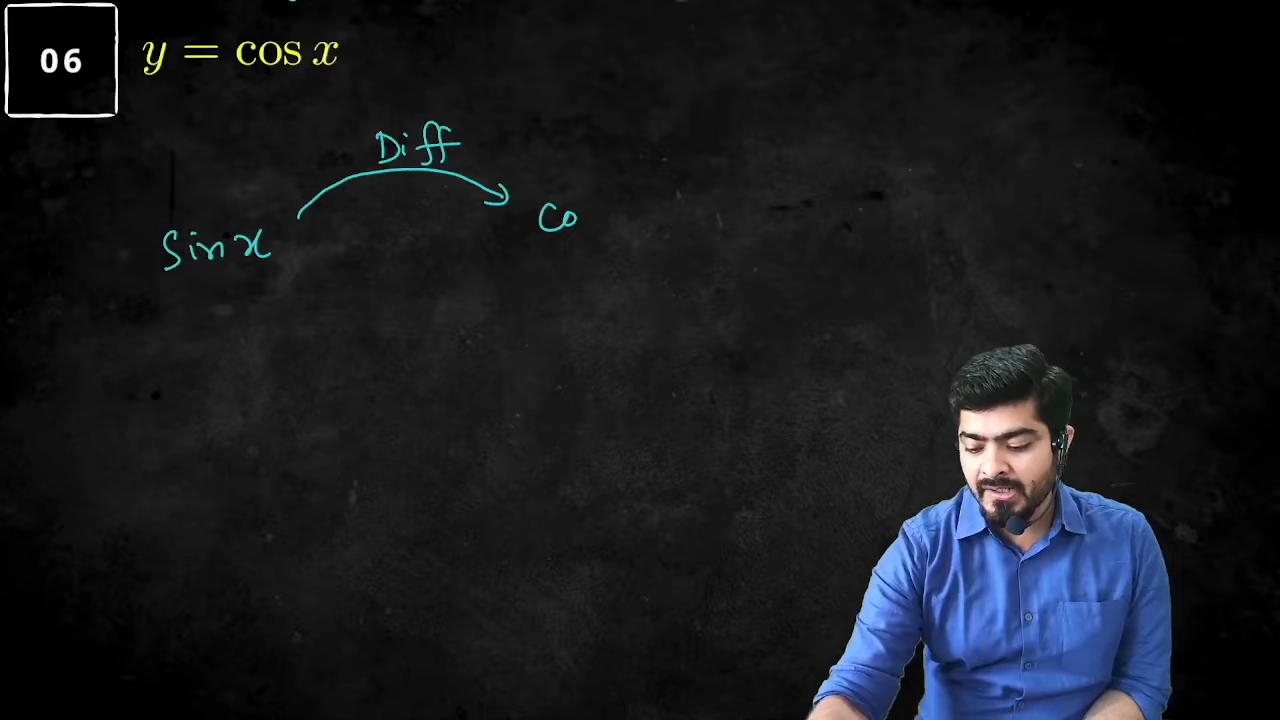 06 y = cos x
Diff
Sin x Co